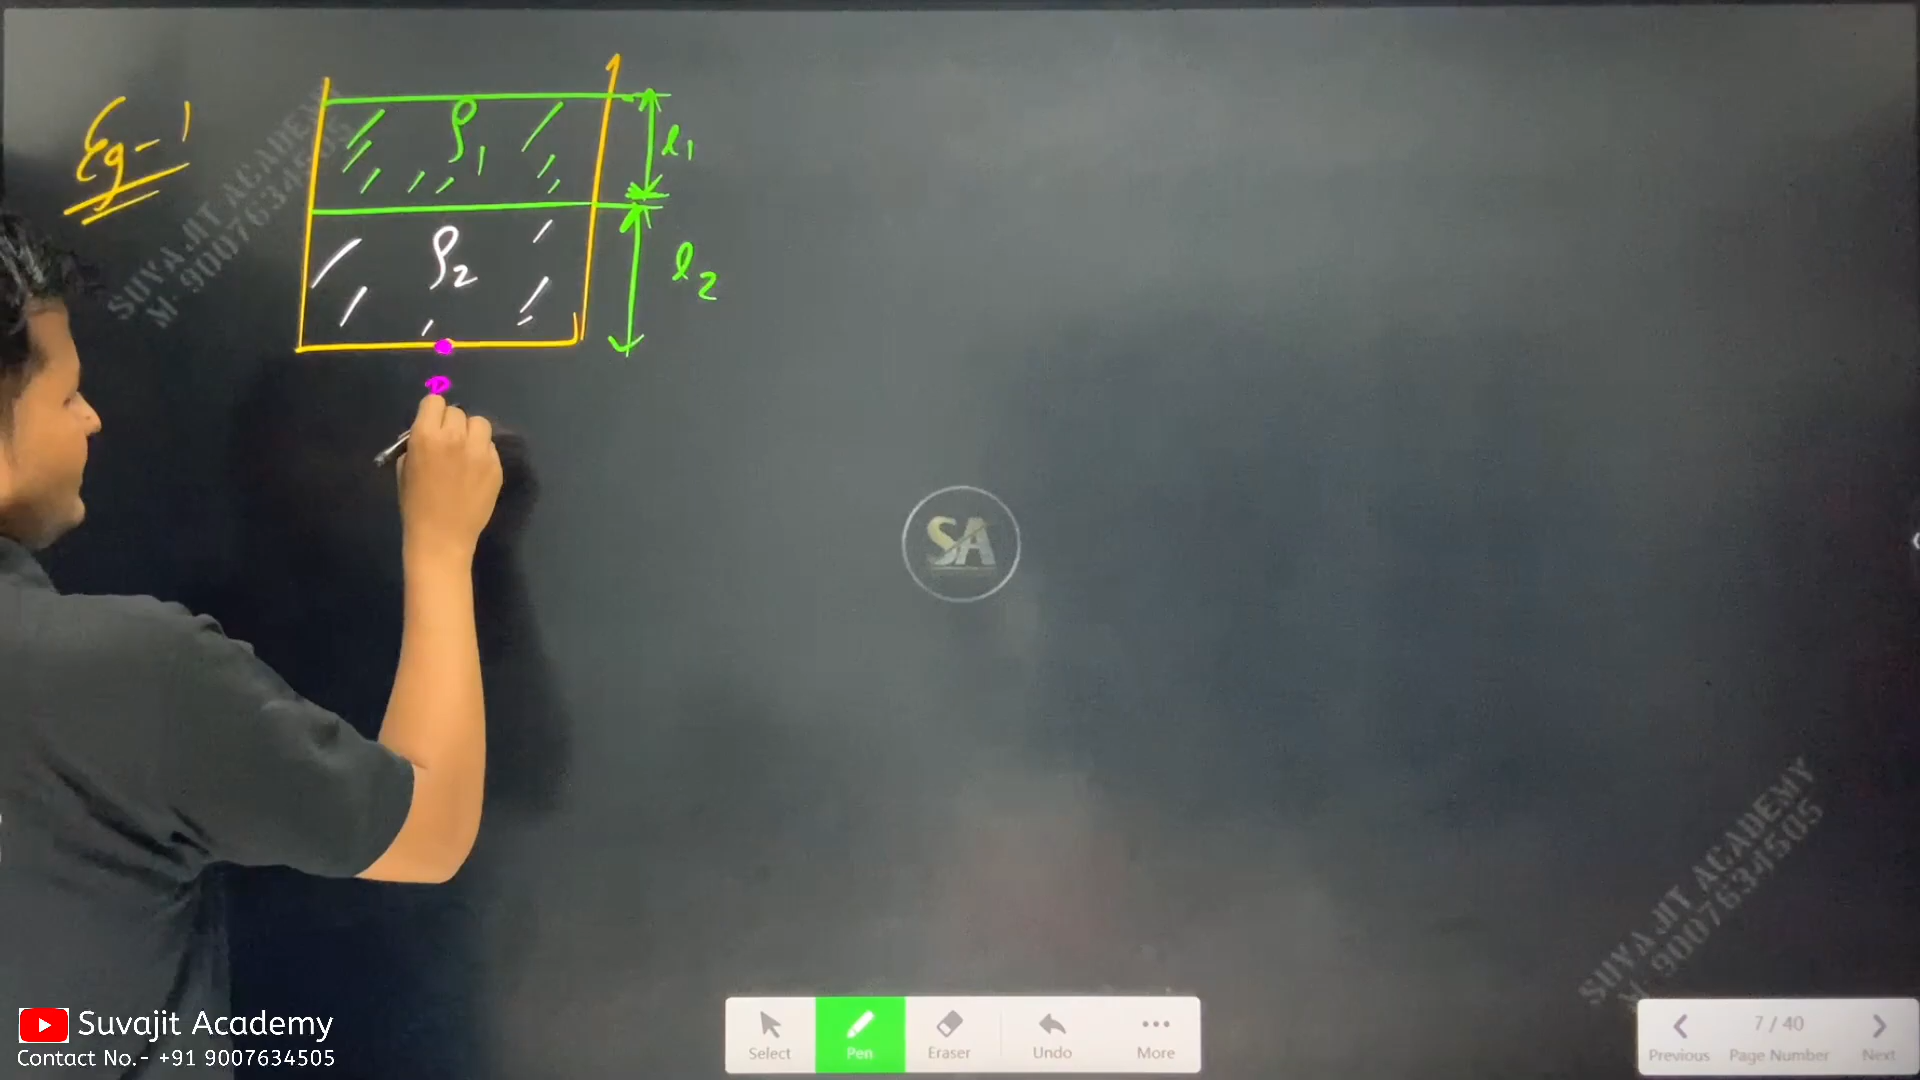 Eg-1
ρ1
l1
ρ2
l2
P
SUVAJIT ACADEMY
M- 9007634505
SA
SUVAJIT ACADEMY
M- 9007634505
Suvajit Academy
Contact No.- +91 9007634505
Select
Pen
Eraser
Undo
More
7 / 40
Previous
Page Number
Next